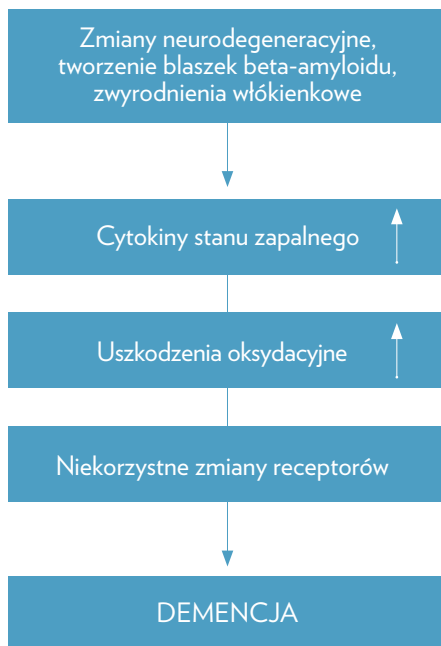 Zmiany neurodegeneracyjne,
tworzenie blaszek beta-amyloidu,
zwyrodnienia włókienkowe
Cytokiny stanu zapalnego
Uszkodzenia oksydacyjne
Niekorzystne zmiany receptorów
DEMENCJA